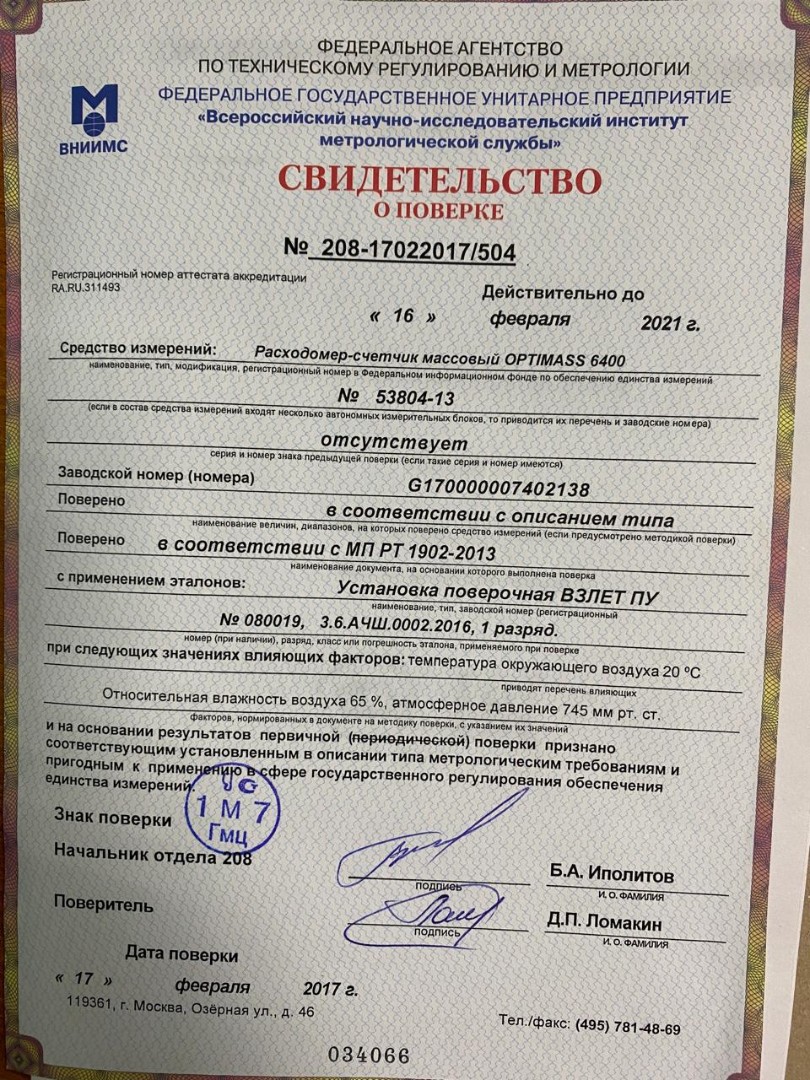 ФЕДЕРАЛЬНОЕ АГЕНТСТВО
ПО ТЕХНИЧЕСКОМУ РЕГУЛИРОВАНИЮ И МЕТРОЛОГИИ
ФЕДЕРАЛЬНОЕ ГОСУДАРСТВЕННОЕ УНИТАРНОЕ ПРЕДПРИЯТИЕ
«Всероссийский научно-исследовательский институт
метрологической службы»
ВНИИМС
СВИДЕТЕЛЬСТВО
О ПОВЕРКЕ
№ 208-17022017/504
Регистрационный номер аттестата аккредитации
RA.RU.311493
Действительно до
« 16 » февраля 2021 г.
Средство измерений: Расходомер-счетчик массовый OPTIMASS 6400
наименование, тип, модификация, регистрационный номер в Федеральном информационном фонде по обеспечению единства измерений
№ 53804-13
(если в состав средства измерений входят несколько автономных измерительных блоков, то приводится их перечень и заводские номера)
отсутствует
серия и номер знака предыдущей поверки (если такие серия и номер имеются)
Заводской номер (номера) G170000007402138
Поверено в соответствии с описанием типа
наименование величин, диапазонов, на которых поверено средство измерений (если предусмотрено методикой поверки)
Поверено в соответствии с МП РТ 1902-2013
наименование документа, на основании которого выполнена поверка
с применением эталонов: Установка поверочная ВЗЛЕТ ПУ
наименование, тип, заводской номер (регистрационный
№ 080019, 3.6.АЧШ.0002.2016, 1 разряд.
номер (при наличии), разряд, класс или погрешность эталона, применяемого при поверке
при следующих значениях влияющих факторов: температура окружающего воздуха 20 ºС
приводят перечень влияющих
Относительная влажность воздуха 65 %, атмосферное давление 745 мм рт. ст.
факторов, нормированных в документе на методику поверки, с указанием их значений
и на основании результатов первичной (периодической) поверки признано
соответствующим установленным в описании типа метрологическим требованиям и
пригодным к применению в сфере государственного регулирования обеспечения
единства измерений.
1 М 7
Гмц
Знак поверки
Начальник отдела 208
подпись
Б.А. Иполитов
И. О. ФАМИЛИЯ
Поверитель
подпись
Д.П. Ломакин
И. О. ФАМИЛИЯ
Дата поверки
« 17 » февраля 2017 г.
119361, г. Москва, Озёрная ул., д. 46
Тел./факс: (495) 781-48-69
034066